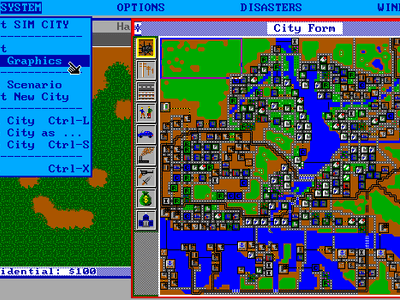 SYSTEM OPTIONS DISASTERS WIN
t SIM CITY
Ha
City Form
t
Graphics
Scenario
t New City
City Ctrl-L
City as ...
City Ctrl-S
Ctrl-X
idential: $100